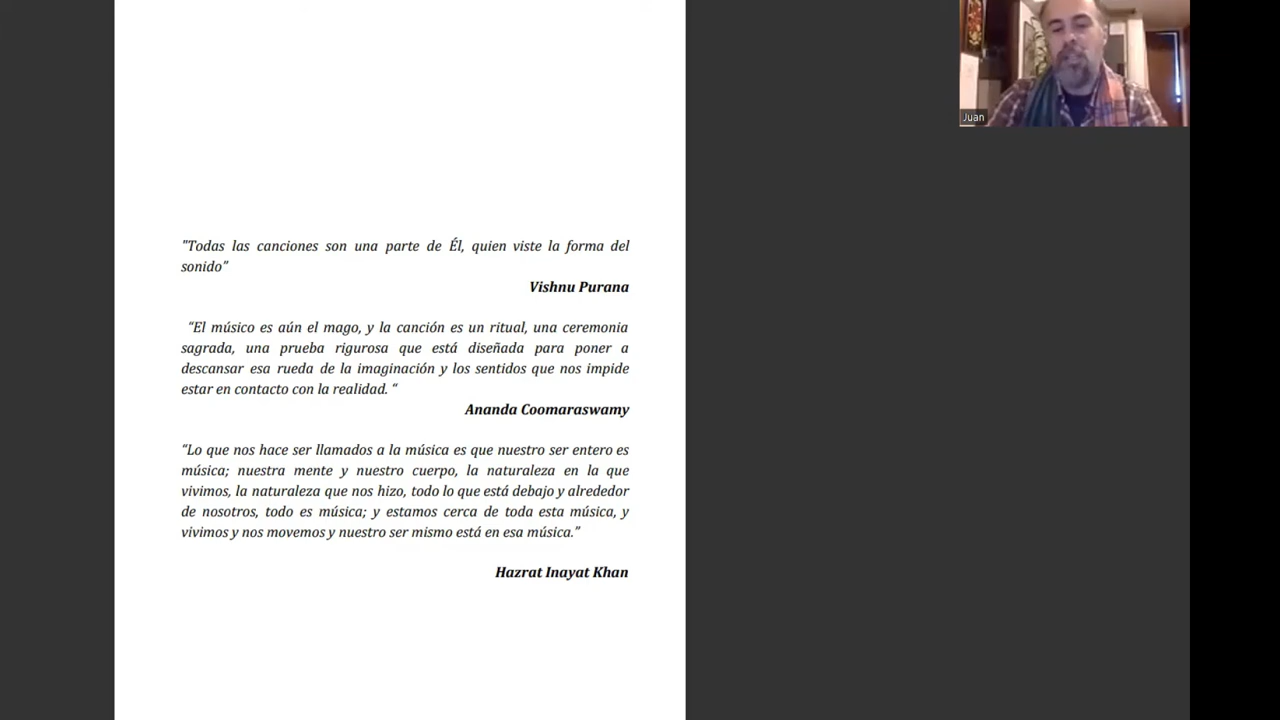 "Todas las canciones son una parte de Él, quien viste la forma del
sonido”
Vishnu Purana
“El músico es aún el mago, y la canción es un ritual, una ceremonia
sagrada, una prueba rigurosa que está diseñada para poner a
descansar esa rueda de la imaginación y los sentidos que nos impide
estar en contacto con la realidad. “
Ananda Coomaraswamy
“Lo que nos hace ser llamados a la música es que nuestro ser entero es
música; nuestra mente y nuestro cuerpo, la naturaleza en la que
vivimos, la naturaleza que nos hizo, todo lo que está debajo y alrededor
de nosotros, todo es música; y estamos cerca de toda esta música, y
vivimos y nos movemos y nuestro ser mismo está en esa música.”
Hazrat Inayat Khan
Juan